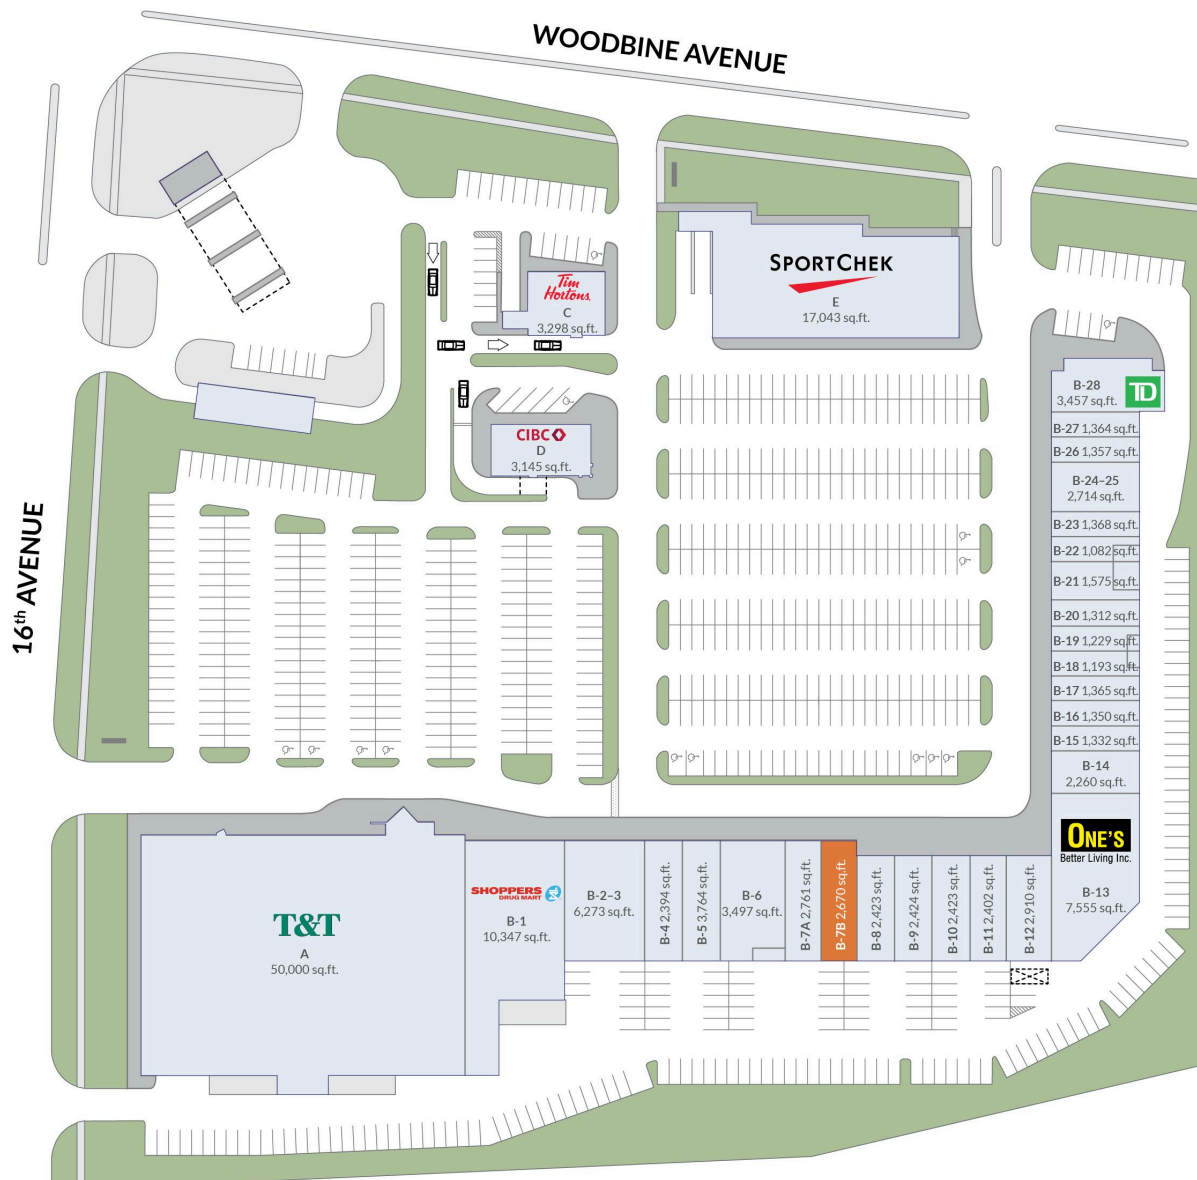 WOODBINE AVENUE
16th AVENUE
Tim
Hortons.
C
3,298 sq.ft.
CIBC
D
3,145 sq.ft.
SPORTCHEK
E
17,043 sq.ft.
B-28
3,457 sq.ft.
TD
B-27 1,364 sq.ft.
B-26 1,357 sq.ft.
B-24–25
2,714 sq.ft.
B-23 1,368 sq.ft.
B-22 1,082 sq.ft.
B-21 1,575 sq.ft.
B-20 1,312 sq.ft.
B-19 1,229 sq.ft.
B-18 1,193 sq.ft.
B-17 1,365 sq.ft.
B-16 1,350 sq.ft.
B-15 1,332 sq.ft.
B-14
2,260 sq.ft.
ONE'S
Better Living Inc.
B-13
7,555 sq.ft.
T&T
A
50,000 sq.ft.
SHOPPERS
DRUG MART
B-1
10,347 sq.ft.
B-2–3
6,273 sq.ft.
B-4 2,394 sq.ft.
B-5 3,764 sq.ft.
B-6
3,497 sq.ft.
B-7A 2,761 sq.ft.
B-7B 2,670 sq.ft.
B-8 2,423 sq.ft.
B-9 2,424 sq.ft.
B-10 2,423 sq.ft.
B-11 2,402 sq.ft.
B-12 2,910 sq.ft.